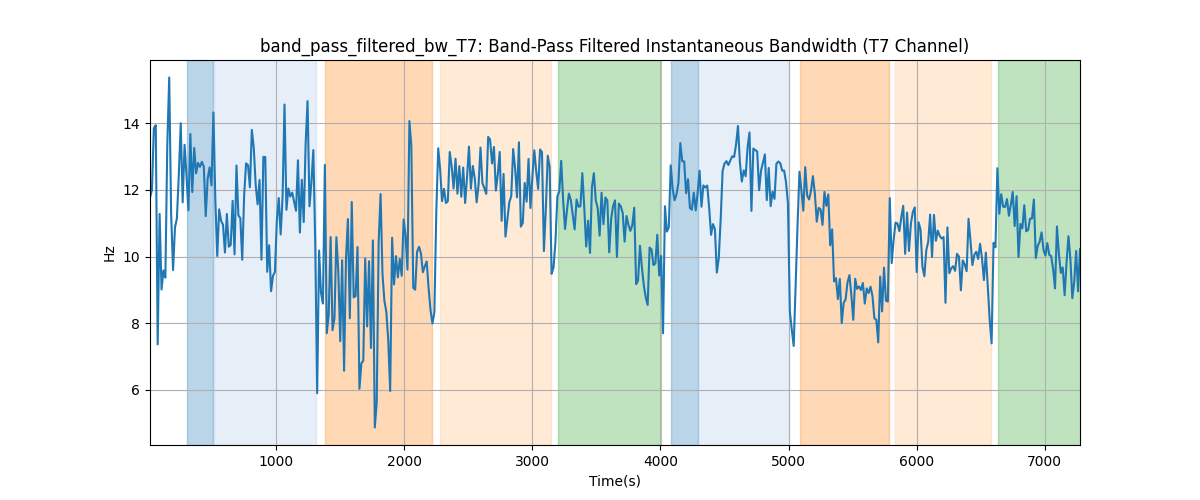 band_pass_filtered_bw_T7: Band-Pass Filtered Instantaneous Bandwidth (T7 Channel)
14
12
10
8
6
Hz
1000 2000 3000 4000 5000 6000 7000
Time(s)